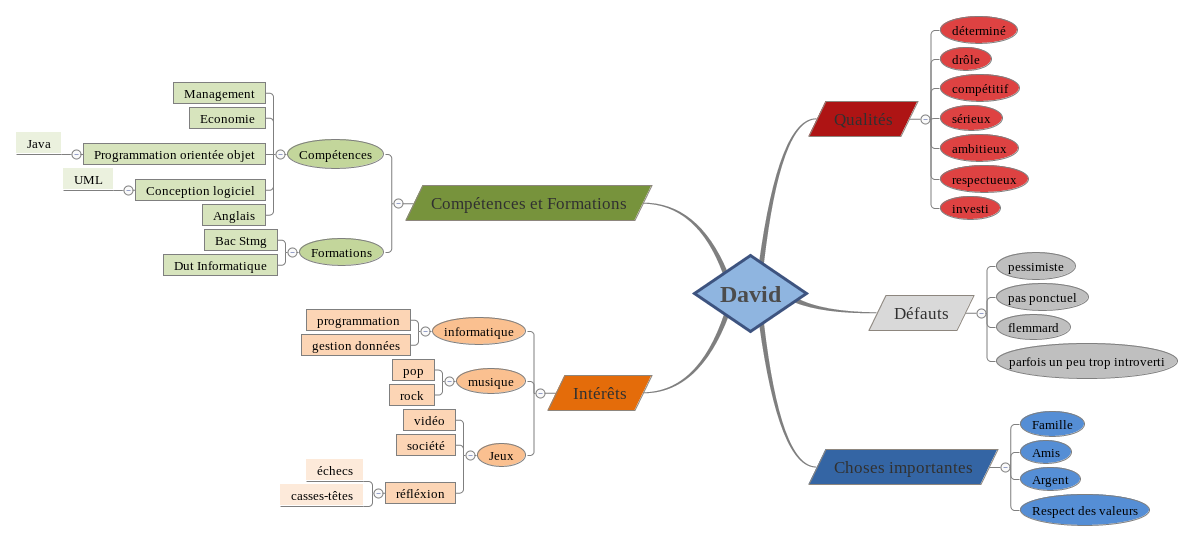 David
Qualités
déterminé
drôle
compétitif
sérieux
ambitieux
respectueux
investi
Défauts
pessimiste
pas ponctuel
flemmard
parfois un peu trop introverti
Choses importantes
Famille
Amis
Argent
Respect des valeurs
Compétences et Formations
Compétences
Management
Economie
Programmation orientée objet
Java
Conception logiciel
UML
Anglais
Formations
Bac Stmg
Dut Informatique
Intérêts
informatique
programmation
gestion données
musique
pop
rock
Jeux
vidéo
société
réfléxion
échecs
casses-têtes